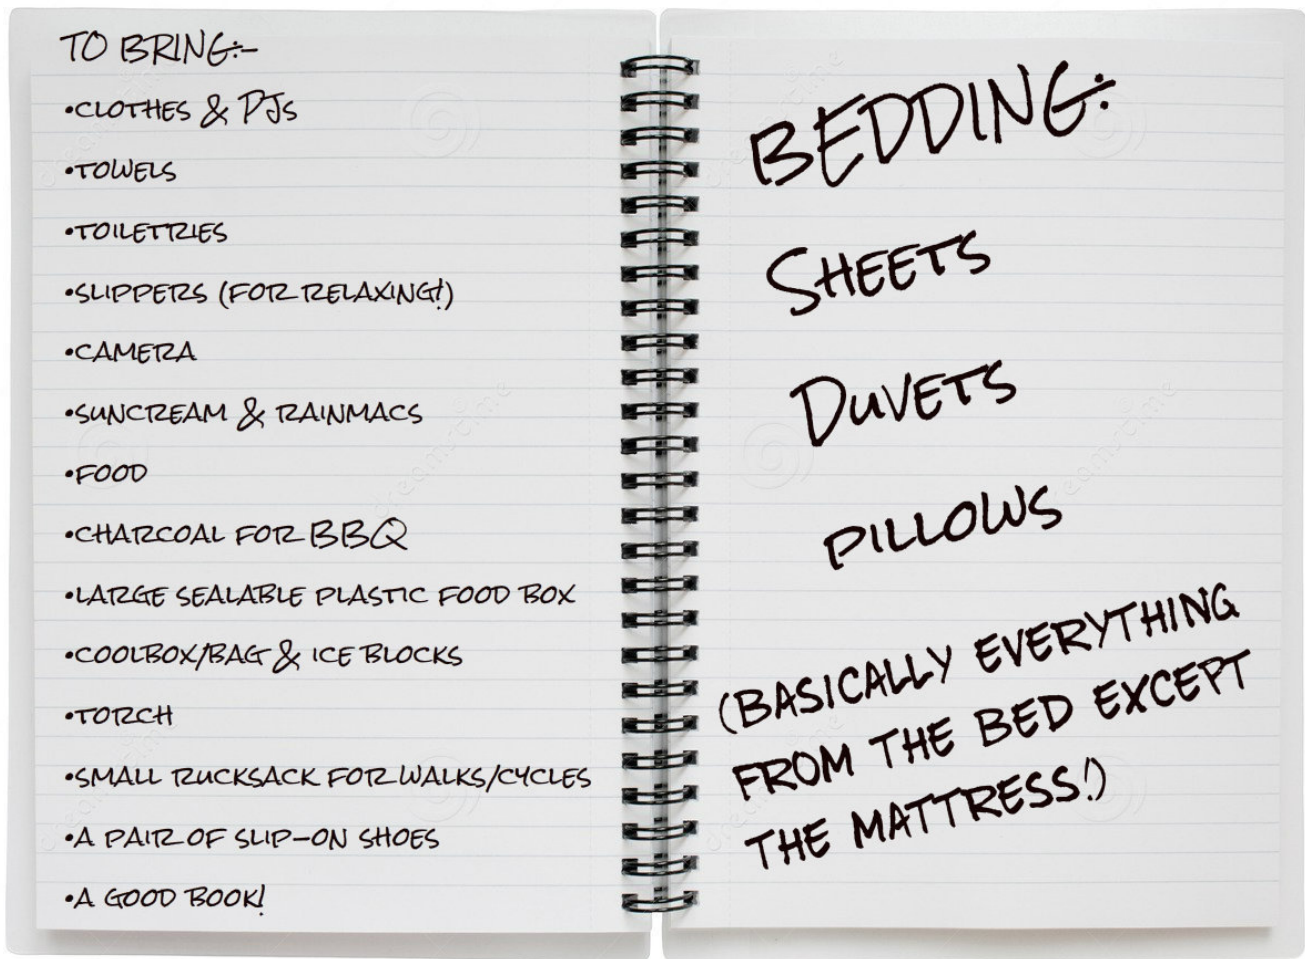 TO BRING:-
•CLOTHES & PJS
•TOWELS
•TOILETTRIES
•SLIPPERS (FOR RELAXING!)
•CAMERA
•SUNCREAM & RAINMACS
•FOOD
•CHARCOAL FOR BBQ
•LARGE SEALABLE PLASTIC FOOD BOX
•COOLBOX/BAG & ICE BLOCKS
•TORCH
•SMALL RUCKSACK FOR WALKS/CYCLES
•A PAIR OF SLIP-ON SHOES
•A GOOD BOOK!
BEDDING:
SHEETS
DUVETS
PILLOWS
(BASICALLY EVERYTHING
FROM THE BED EXCEPT
THE MATTRESS!)
dreamstime